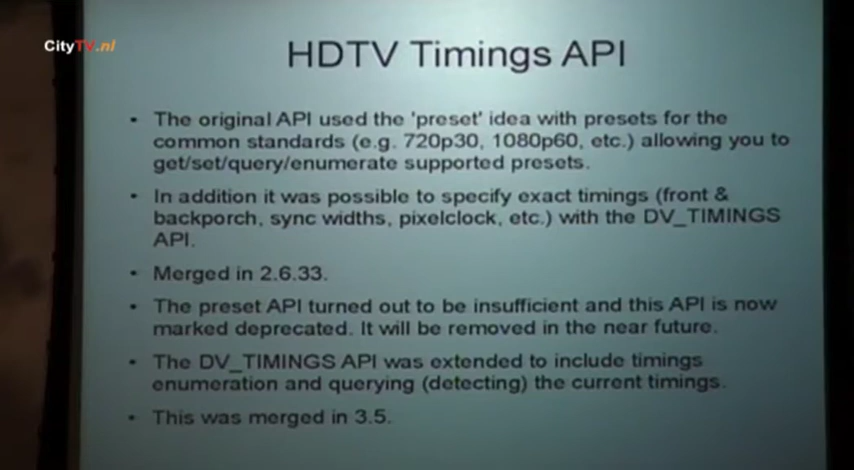 CityTV.nl
HDTV Timings API
• The original API used the 'preset' idea with presets for the
common standards (e.g. 720p30, 1080p60, etc.) allowing you to
get/set/query/enumerate supported presets.
• In addition it was possible to specify exact timings (front &
backporch, sync widths, pixelclock, etc.) with the DV_TIMINGS
API.
• Merged in 2.6.33.
• The preset API turned out to be insufficient and this API is now
marked deprecated. It will be removed in the near future.
• The DV_TIMINGS API was extended to include timings
enumeration and querying (detecting) the current timings.
• This was merged in 3.5.